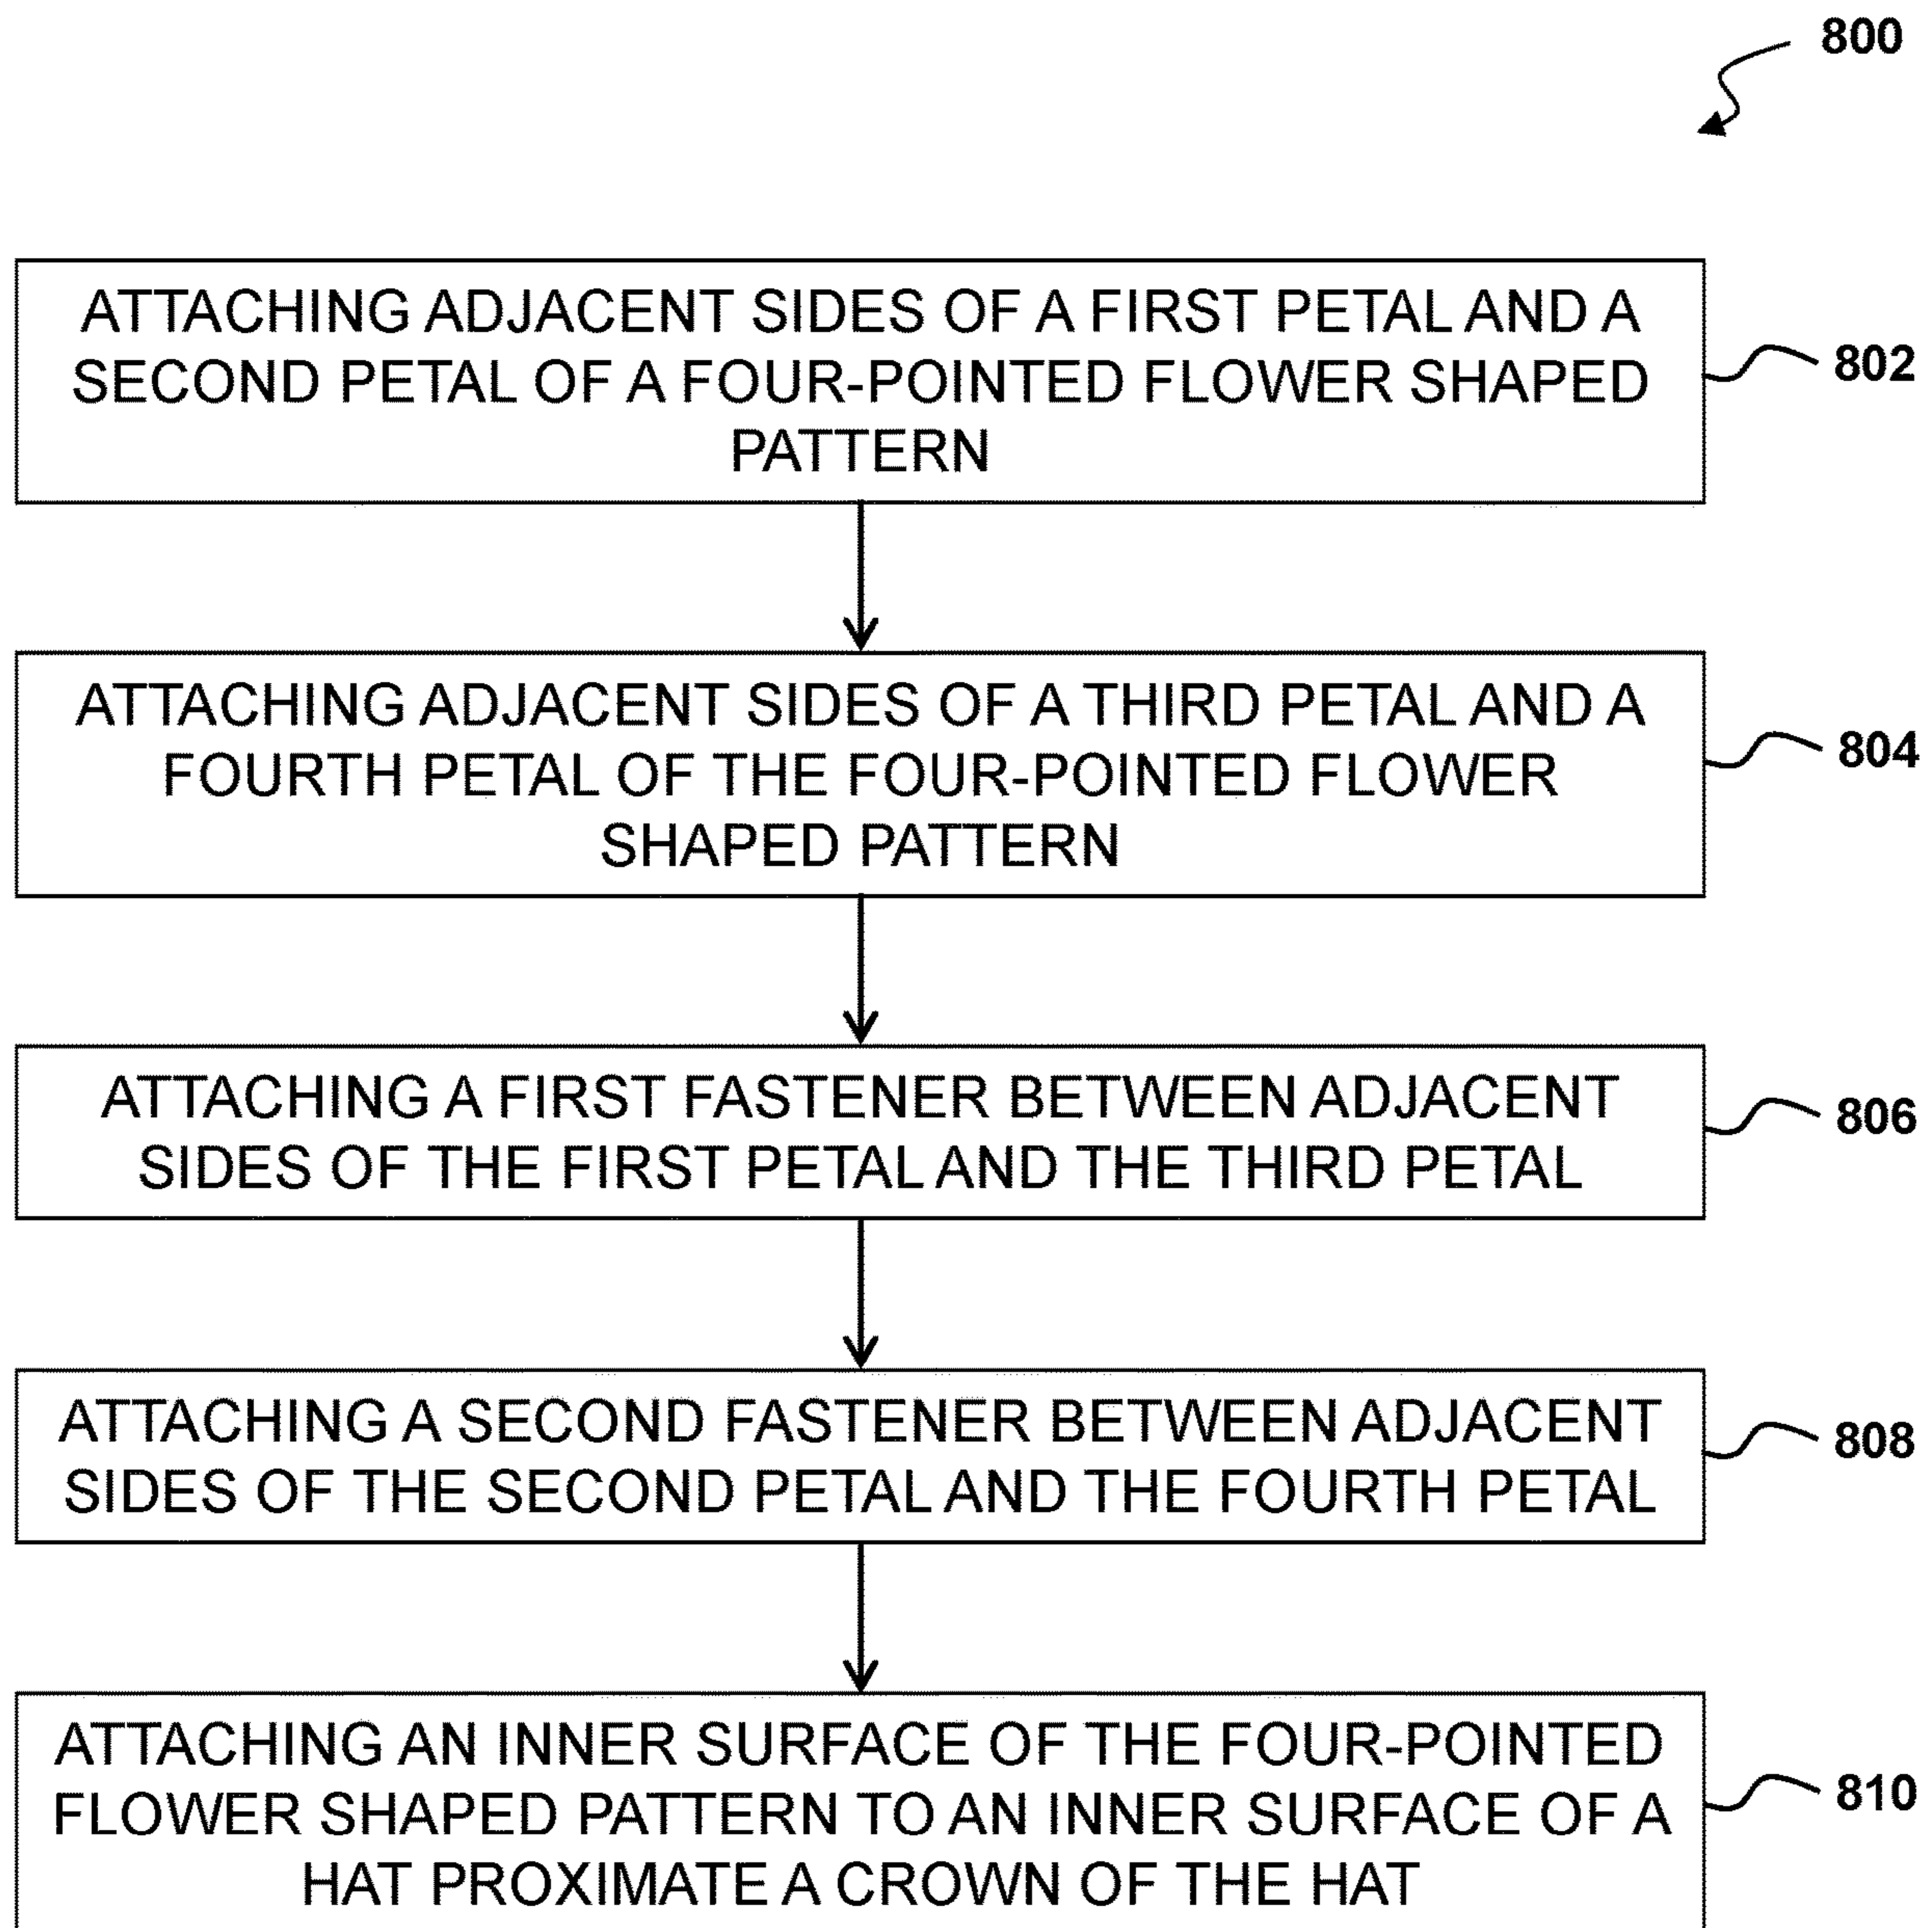 800
ATTACHING ADJACENT SIDES OF A FIRST PETAL AND A
SECOND PETAL OF A FOUR-POINTED FLOWER SHAPED
PATTERN
802
ATTACHING ADJACENT SIDES OF A THIRD PETAL AND A
FOURTH PETAL OF THE FOUR-POINTED FLOWER
SHAPED PATTERN
804
ATTACHING A FIRST FASTENER BETWEEN ADJACENT
SIDES OF THE FIRST PETAL AND THE THIRD PETAL
806
ATTACHING A SECOND FASTENER BETWEEN ADJACENT
SIDES OF THE SECOND PETAL AND THE FOURTH PETAL
808
ATTACHING AN INNER SURFACE OF THE FOUR-POINTED
FLOWER SHAPED PATTERN TO AN INNER SURFACE OF A
HAT PROXIMATE A CROWN OF THE HAT
810